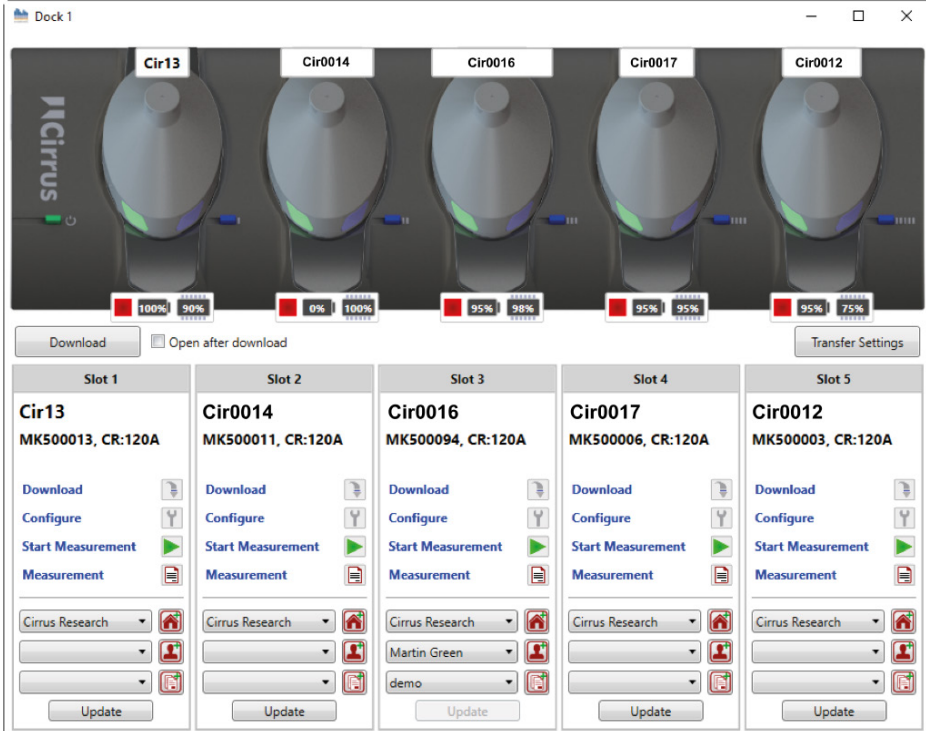 Dock 1
Cir13 Cir0014 Cir0016 Cir0017 Cir0012
Cirrus
100% 90% 0% 100% 95% 98% 95% 95% 95% 75%
Download Open after download Transfer Settings
Slot 1 Slot 2 Slot 3 Slot 4 Slot 5
Cir13 Cir0014 Cir0016 Cir0017 Cir0012
MK500013, CR:120A MK500011, CR:120A MK500094, CR:120A MK500006, CR:120A MK500003, CR:120A
Download Download Download Download Download
Configure Configure Configure Configure Configure
Start Measurement Start Measurement Start Measurement Start Measurement Start Measurement
Measurement Measurement Measurement Measurement Measurement
Cirrus Research Cirrus Research Cirrus Research Cirrus Research Cirrus Research
Martin Green
demo
Update Update Update Update Update